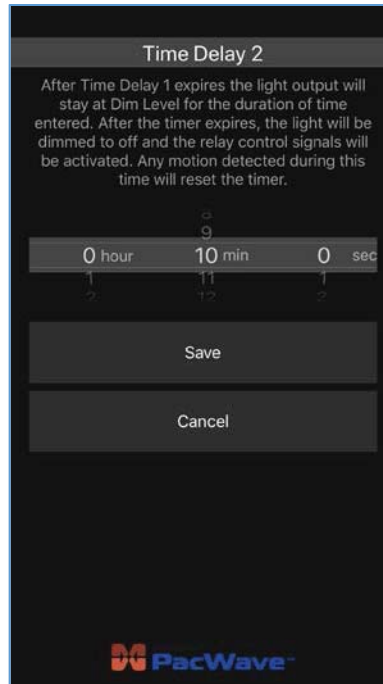 Time Delay 2
After Time Delay 1 expires the light output will
stay at Dim Level for the duration of time
entered. After the timer expires, the light will be
dimmed to off and the relay control signals will
be activated. Any motion detected during this
time will reset the timer.
9
0 hour 10 min 0 sec
1 11 1
2 12 2
Save
Cancel
PacWave